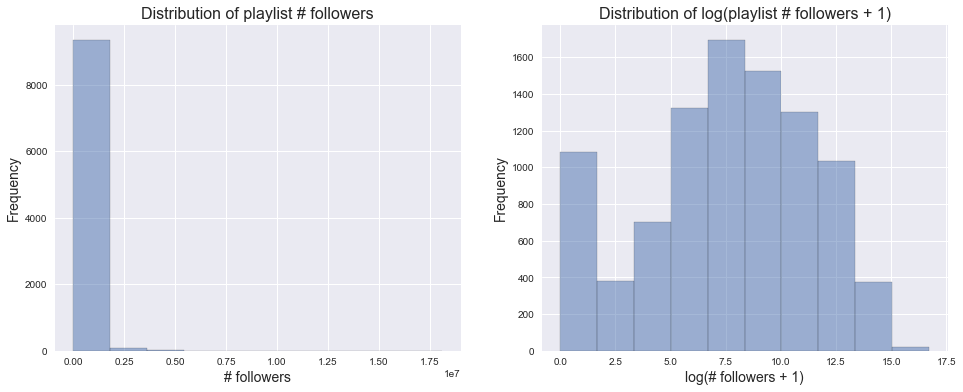 Distribution of playlist # followers
Frequency
8000
6000
4000
2000
0
0.00 0.25 0.50 0.75 1.00 1.25 1.50 1.75
1e7
# followers
Distribution of log(playlist # followers + 1)
Frequency
1600
1400
1200
1000
800
600
400
200
0
0.0 2.5 5.0 7.5 10.0 12.5 15.0 17.5
log(# followers + 1)